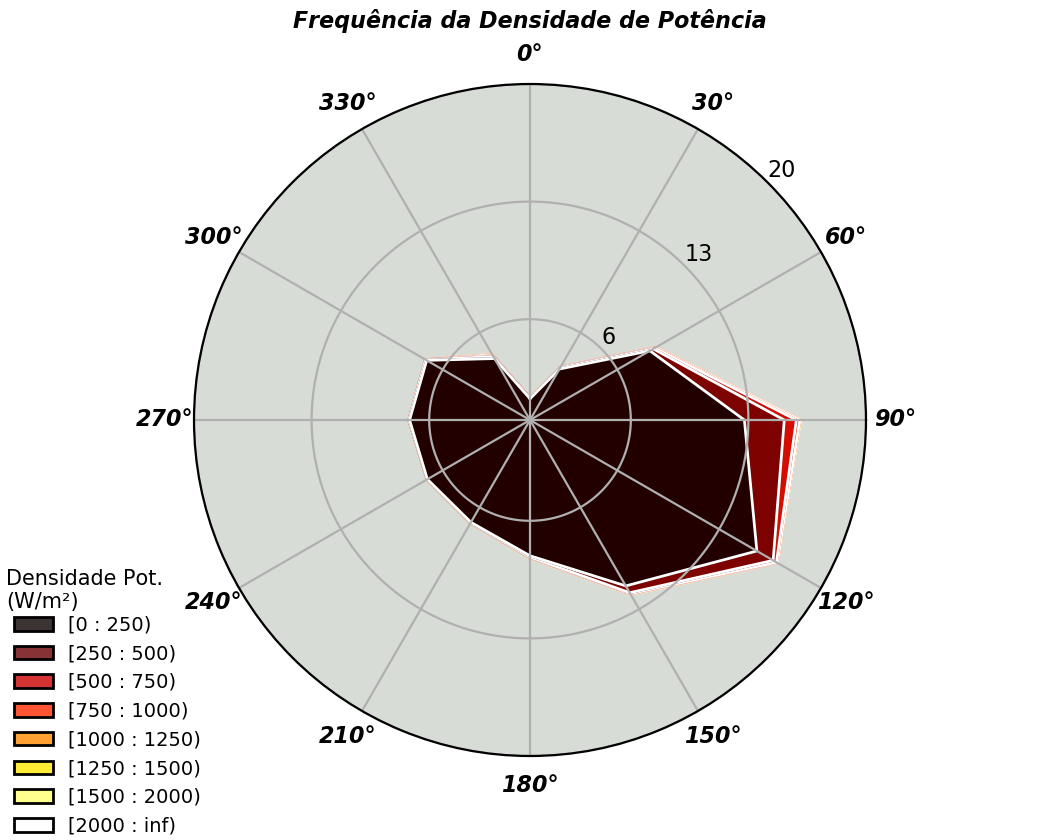 Frequência da Densidade de Potência
0°
330°
30°
20
300°
60°
13
6
270°
90°
240°
120°
210°
150°
180°
Densidade Pot.
(W/m²)
[0 : 250)
[250 : 500)
[500 : 750)
[750 : 1000)
[1000 : 1250)
[1250 : 1500)
[1500 : 2000)
[2000 : inf)